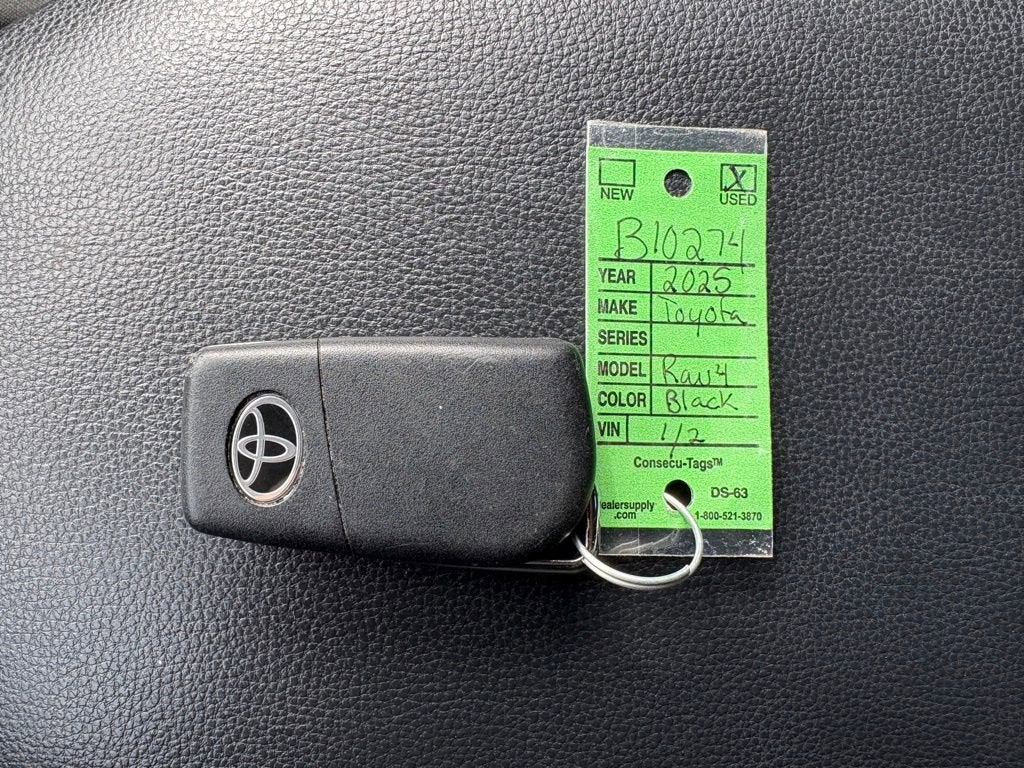 NEW
X
USED
B10274
YEAR 2025
MAKE Toyota
SERIES
MODEL Rav4
COLOR Black
VIN 1/2
Consecu-Tags™
DS-63
ealersupply
.com
1-800-521-3870